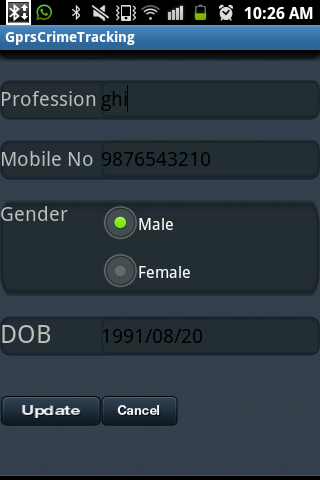 10:26 AM
GprsCrimeTracking
Profession ghi
Mobile No 9876543210
Gender
Male
Female
DOB 1991/08/20
Update Cancel